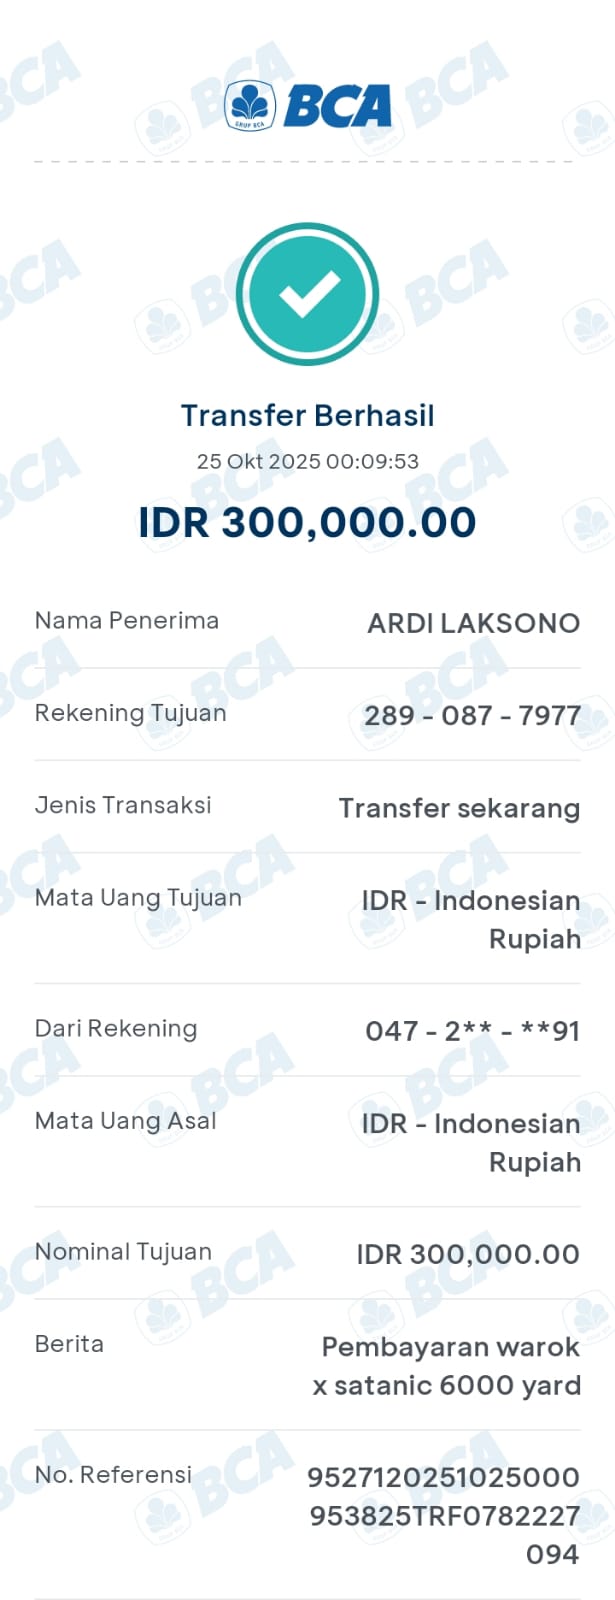 BCA
Transfer Berhasil
25 Okt 2025 00:09:53
IDR 300,000.00
Nama Penerima
ARDI LAKSONO
Rekening Tujuan
289 - 087 - 7977
Jenis Transaksi
Transfer sekarang
Mata Uang Tujuan
IDR - Indonesian
Rupiah
Dari Rekening
047 - 2** - **91
Mata Uang Asal
IDR - Indonesian
Rupiah
Nominal Tujuan
IDR 300,000.00
Berita
Pembayaran warok
x satanic 6000 yard
No. Referensi
9527120251025000
953825TRF0782227
094